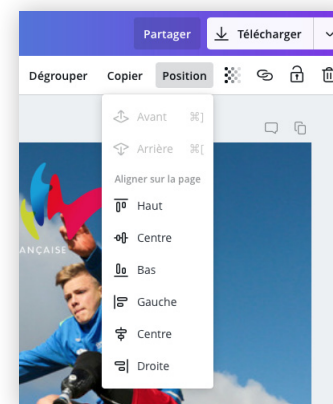 Partager
Télécharger
Dégrouper Copier Position
Avant ⌘]
Arrière ⌘[
Aligner sur la page
Haut
Centre
Bas
Gauche
Centre
Droite
ANÇAISE